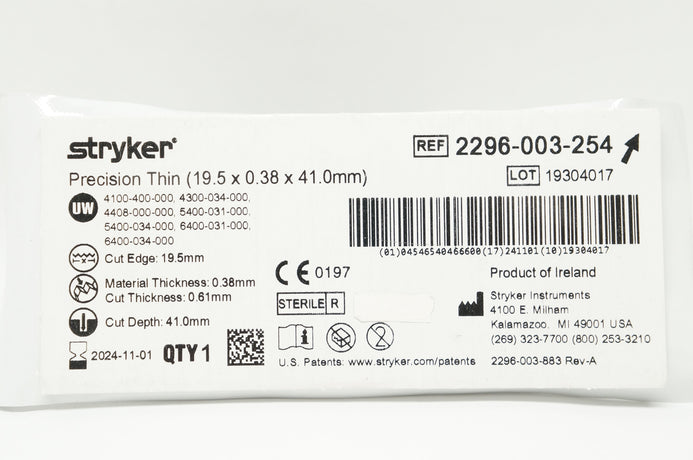 stryker®
REF 2296-003-254
Precision Thin (19.5 x 0.38 x 41.0mm)
LOT 19304017
UW
4100-400-000, 4300-034-000,
4408-000-000, 5400-031-000,
5400-034-000, 6400-031-000,
6400-034-000
(01)04546540466600(17)241101(10)19304017
Cut Edge: 19.5mm
Material Thickness: 0.38mm
Cut Thickness: 0.61mm
Cut Depth: 41.0mm
2024-11-01 QTY 1
CE 0197
STERILE R
i
2
U.S. Patents: www.stryker.com/patents
Product of Ireland
Stryker Instruments
4100 E. Milham
Kalamazoo, MI 49001 USA
(269) 323-7700 (800) 253-3210
2296-003-883 Rev-A